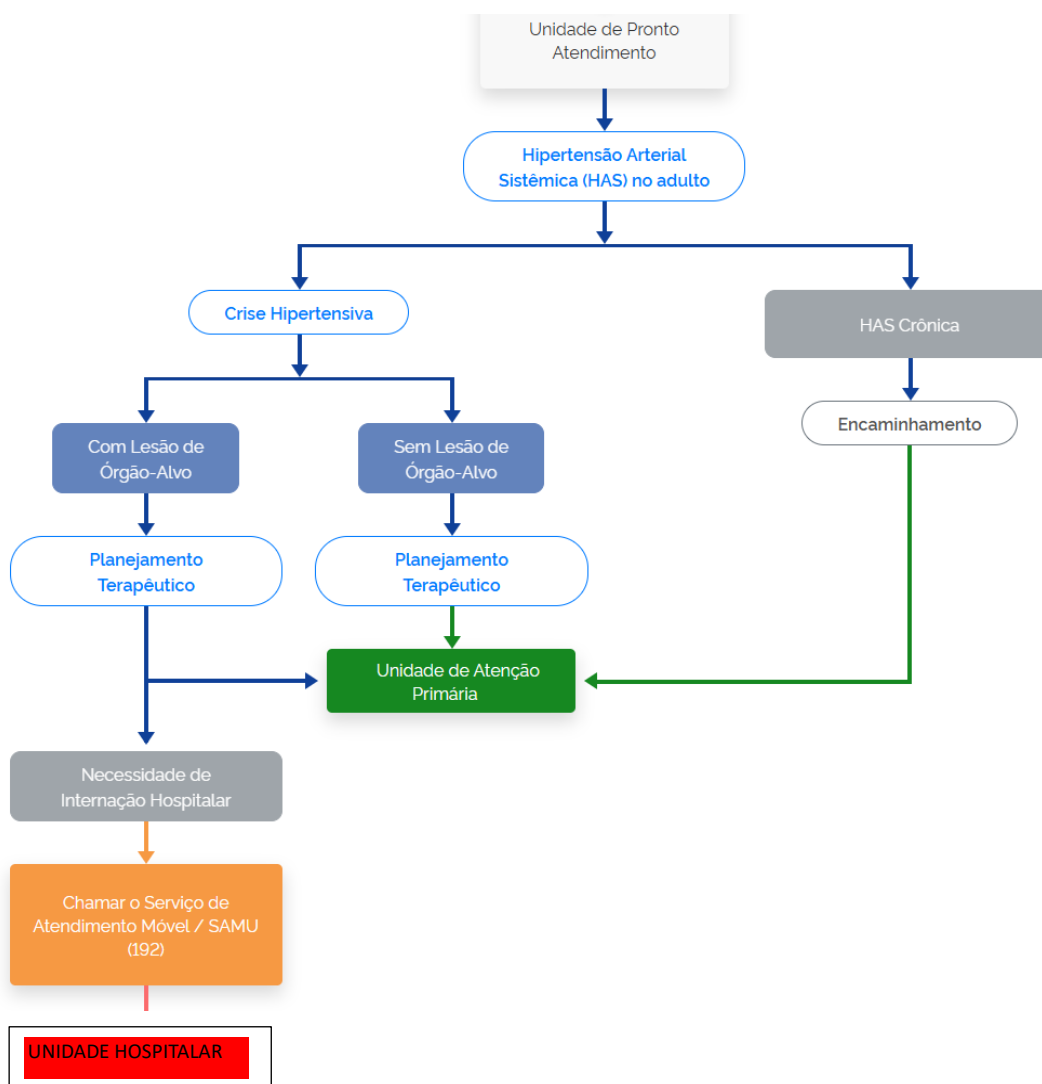 Unidade de Pronto
Atendimento
Hipertensão Arterial
Sistêmica (HAS) no adulto
Crise Hipertensiva
HAS Crônica
Encaminhamento
Com Lesão de
Órgão-Alvo
Sem Lesão de
Órgão-Alvo
Planejamento
Terapêutico
Planejamento
Terapêutico
Unidade de Atenção
Primária
Necessidade de
Internação Hospitalar
Chamar o Serviço de
Atendimento Móvel / SAMU
(192)
UNIDADE HOSPITALAR